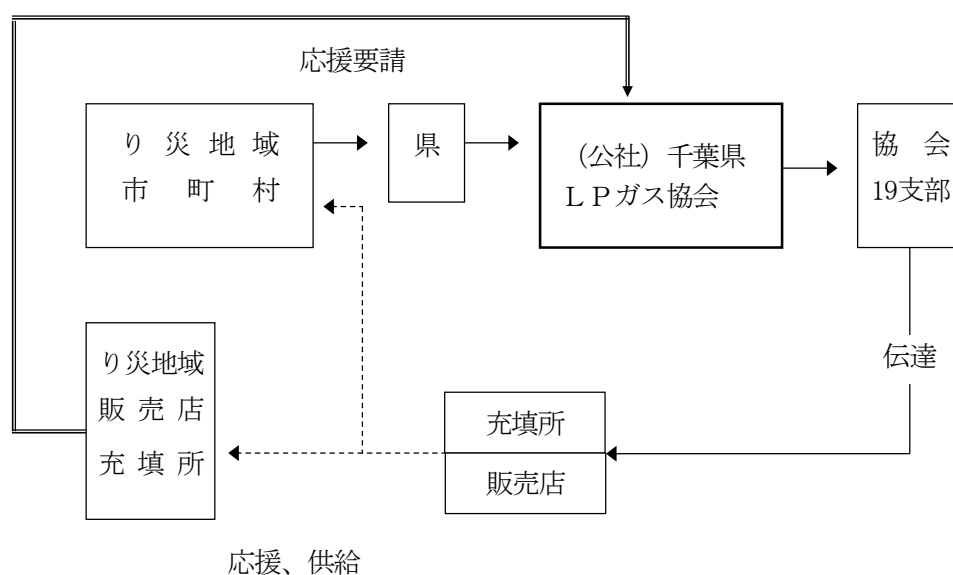 応援要請
り災地域
市町村
県
（公社）千葉県
ＬＰガス協会
協会
19支部
伝達
り災地域
販売店
充填所
充填所
販売店
応援、供給